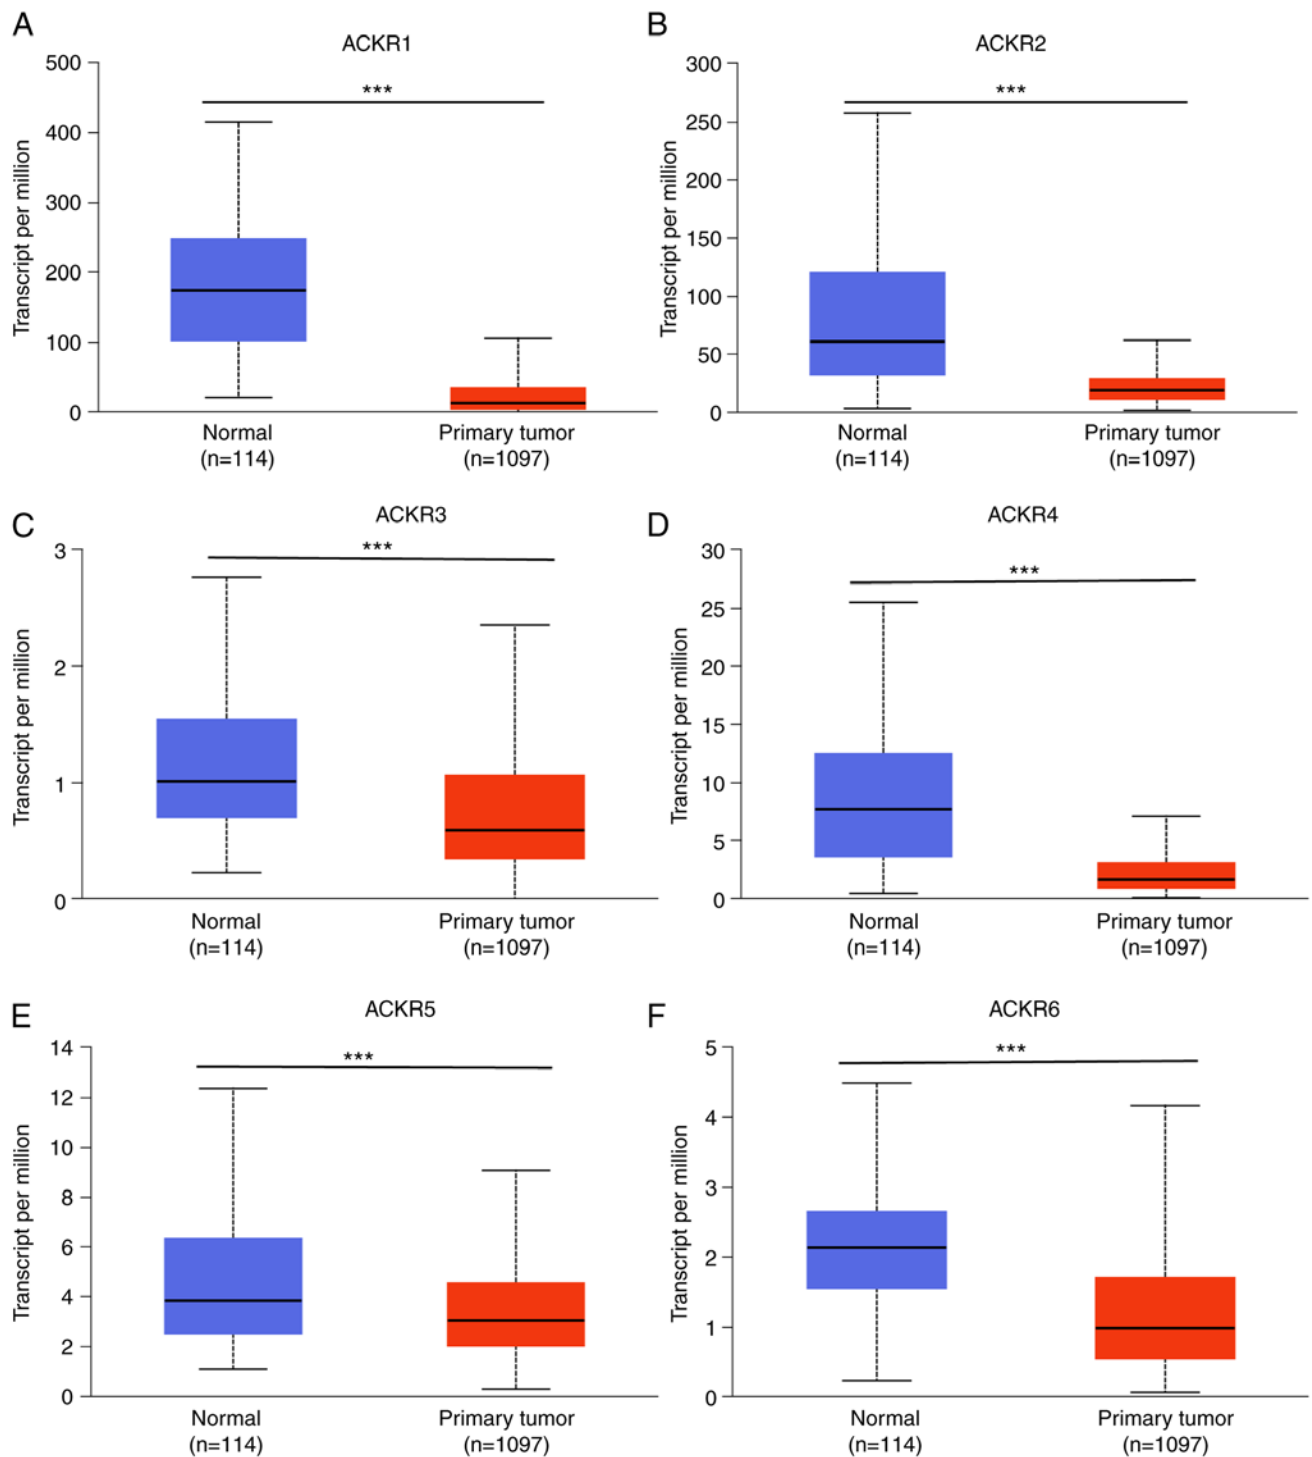 A
ACKR1
500
400
300
200
100
0
Transcript per million
***
Normal
(n=114)
Primary tumor
(n=1097)
B
ACKR2
300
250
200
150
100
50
0
Transcript per million
***
Normal
(n=114)
Primary tumor
(n=1097)
C
ACKR3
3
2
1
0
Transcript per million
***
Normal
(n=114)
Primary tumor
(n=1097)
D
ACKR4
30
25
20
15
10
5
0
Transcript per million
***
Normal
(n=114)
Primary tumor
(n=1097)
E
ACKR5
14
12
10
8
6
4
2
0
Transcript per million
***
Normal
(n=114)
Primary tumor
(n=1097)
F
ACKR6
5
4
3
2
1
0
Transcript per million
***
Normal
(n=114)
Primary tumor
(n=1097)